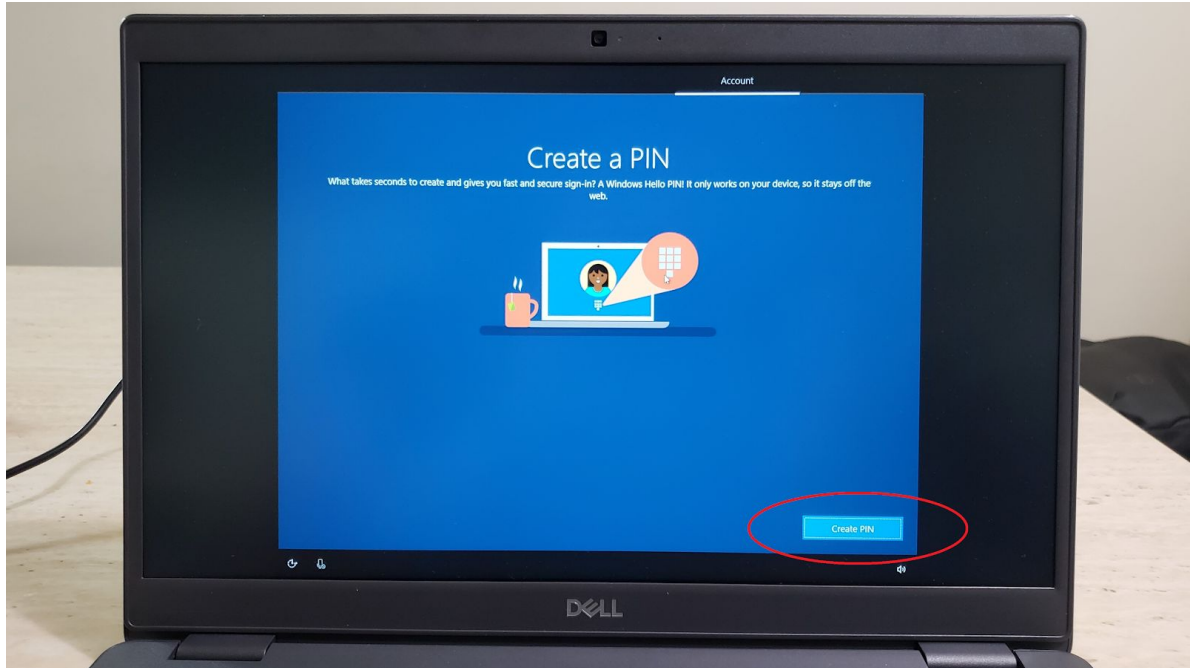 Account
Create a PIN
What takes seconds to create and gives you fast and secure sign-in? A Windows Hello PIN! It only works on your device, so it stays off the
web.
Create PIN
DELL